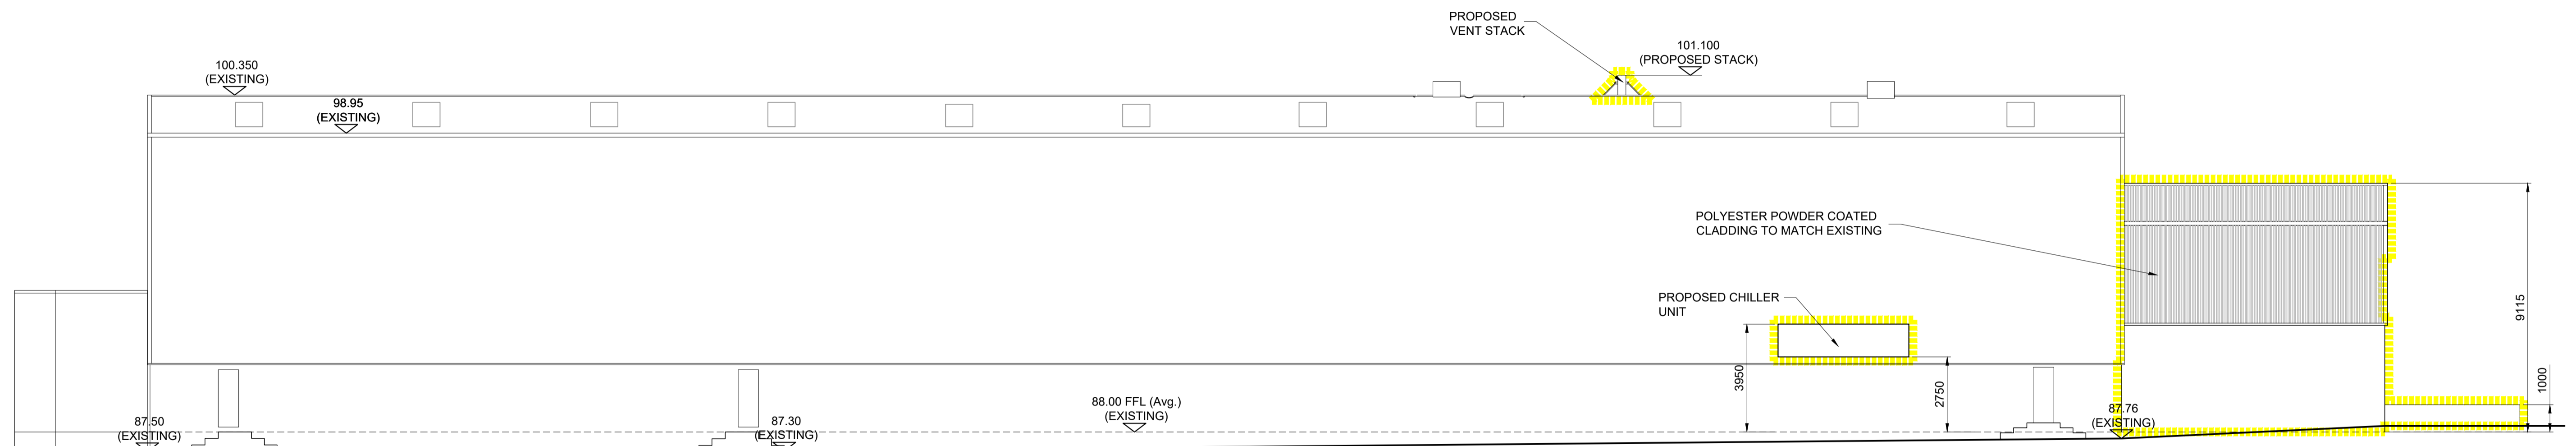 PROPOSED
VENT STACK
101.100
(PROPOSED STACK)
100.350
(EXISTING)
98.95
(EXISTING)
POLYESTER POWDER COATED
CLADDING TO MATCH EXISTING
PROPOSED CHILLER
UNIT
9115
3950
2750
1000
88.00 FFL (Avg.)
(EXISTING)
87.50
(EXISTING)
87.30
(EXISTING)
87.76
(EXISTING)